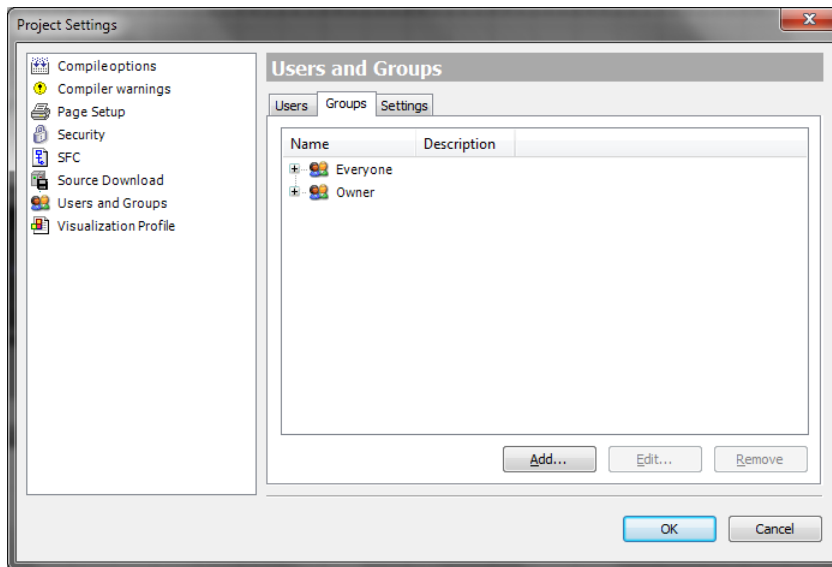 Project Settings
Compileoptions
Compiler warnings
Page Setup
Security
SFC
Source Download
Users and Groups
Visualization Profile
Users and Groups
Users Groups Settings
Name Description
Everyone
Owner
Add... Edit... Remove
OK Cancel